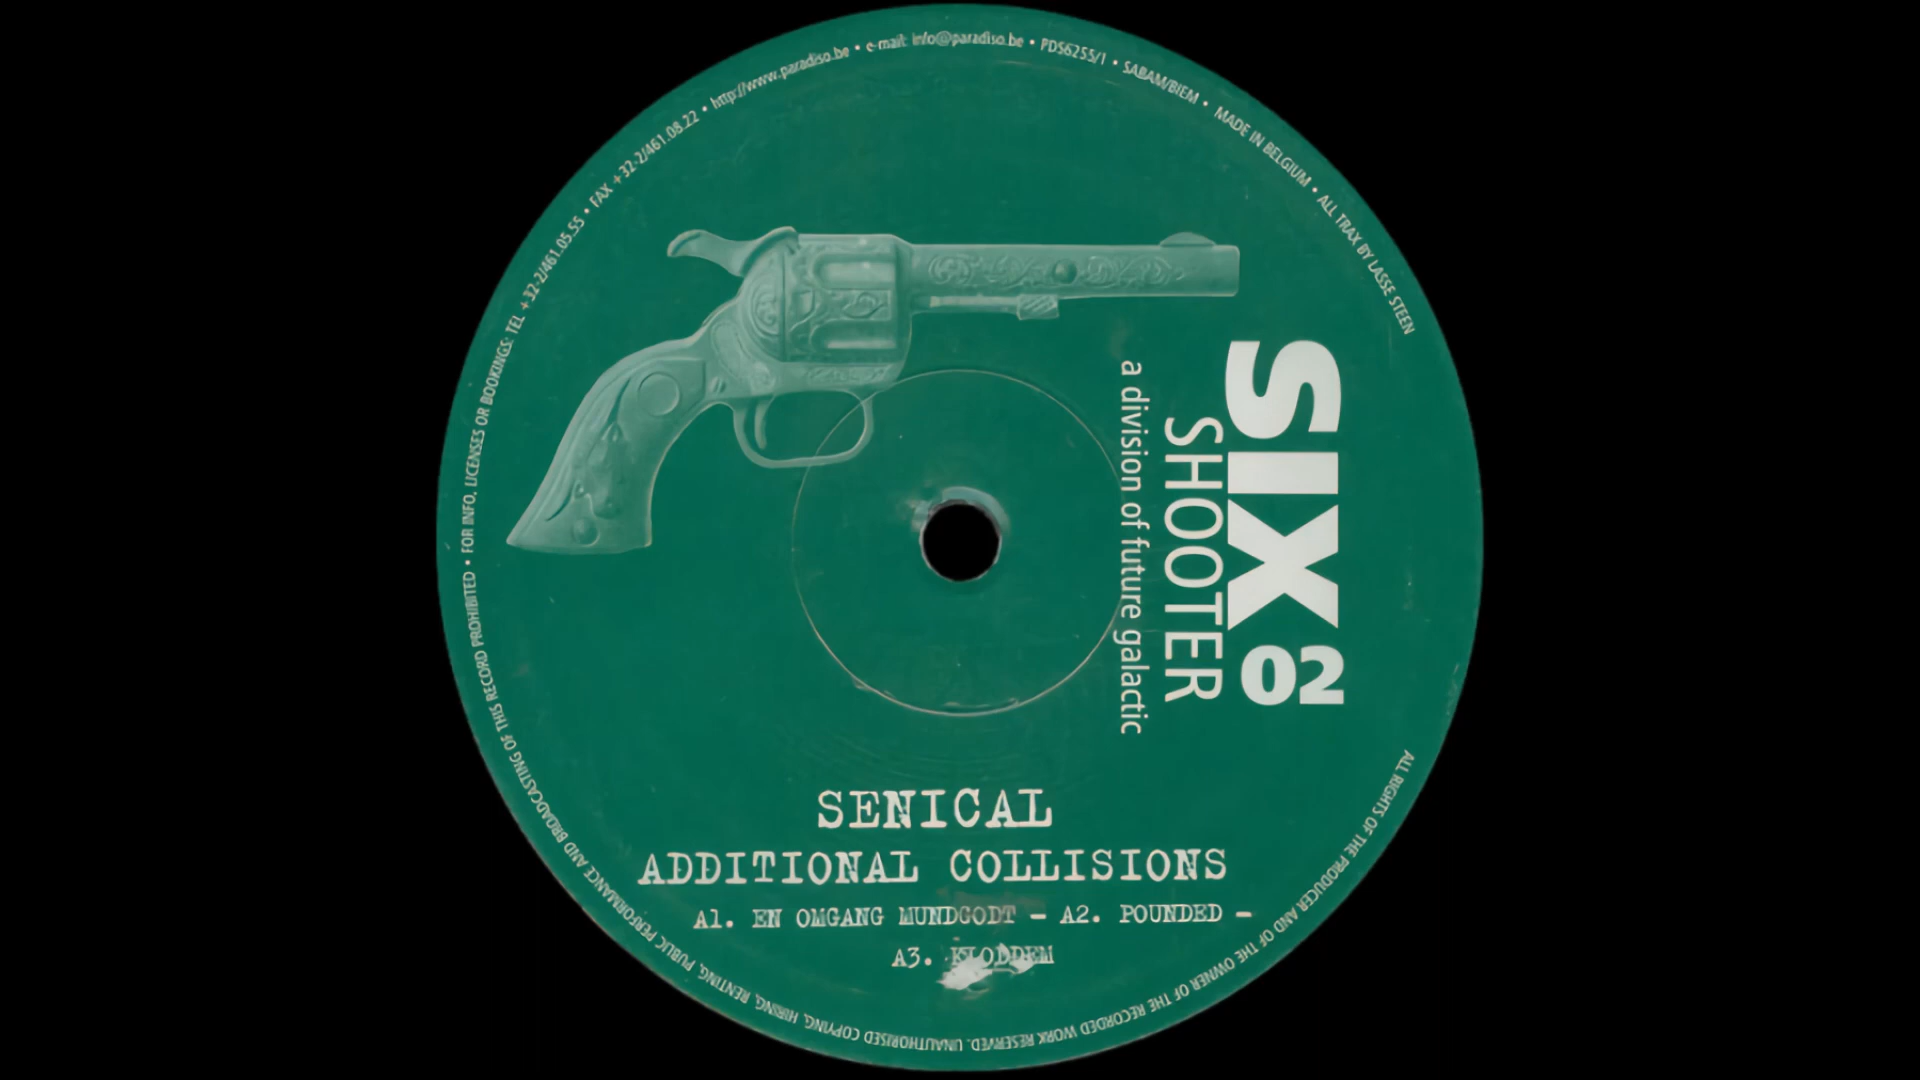 FOR INFO, LICENSES OR BOOKINGS: TEL +32-2/461.05.55 • FAX +32-2/461.08.22 • http://www.paradiso.be • e-mail: info@paradiso.be • PDS6255/1 • SABAM/BIEM • MADE IN BELGIUM • ALL TRAX BY LASSE STEEN
SIX 02
SHOOTER
a division of future galactic
SENICAL
ADDITIONAL COLLISIONS
A1. EN OMGANG MUNDGODT - A2. POUNDED -
A3. KLODDEM
ALL RIGHTS OF THE PRODUCER AND OF THE OWNER OF THE RECORDED WORK RESERVED. UNAUTHORISED COPYING, HIRING, RENTING, PUBLIC PERFORMANCE AND BROADCASTING OF THIS RECORD PROHIBITED •